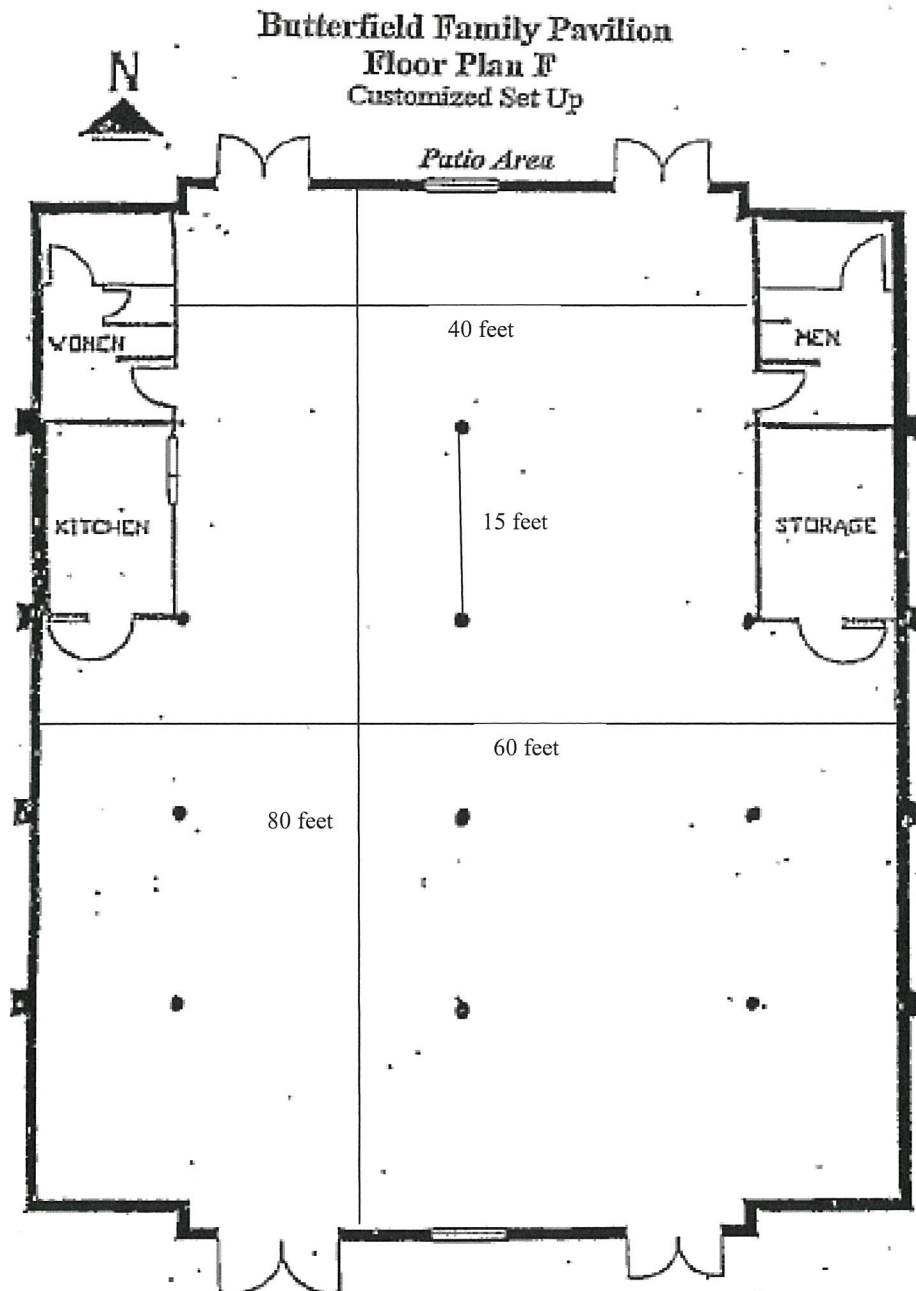 Butterfield Family Pavilion
Floor Plan F
Customized Set Up
N
Patio Area
40 feet
WOMEN
MEN
15 feet
KITCHEN
STORAGE
60 feet
80 feet